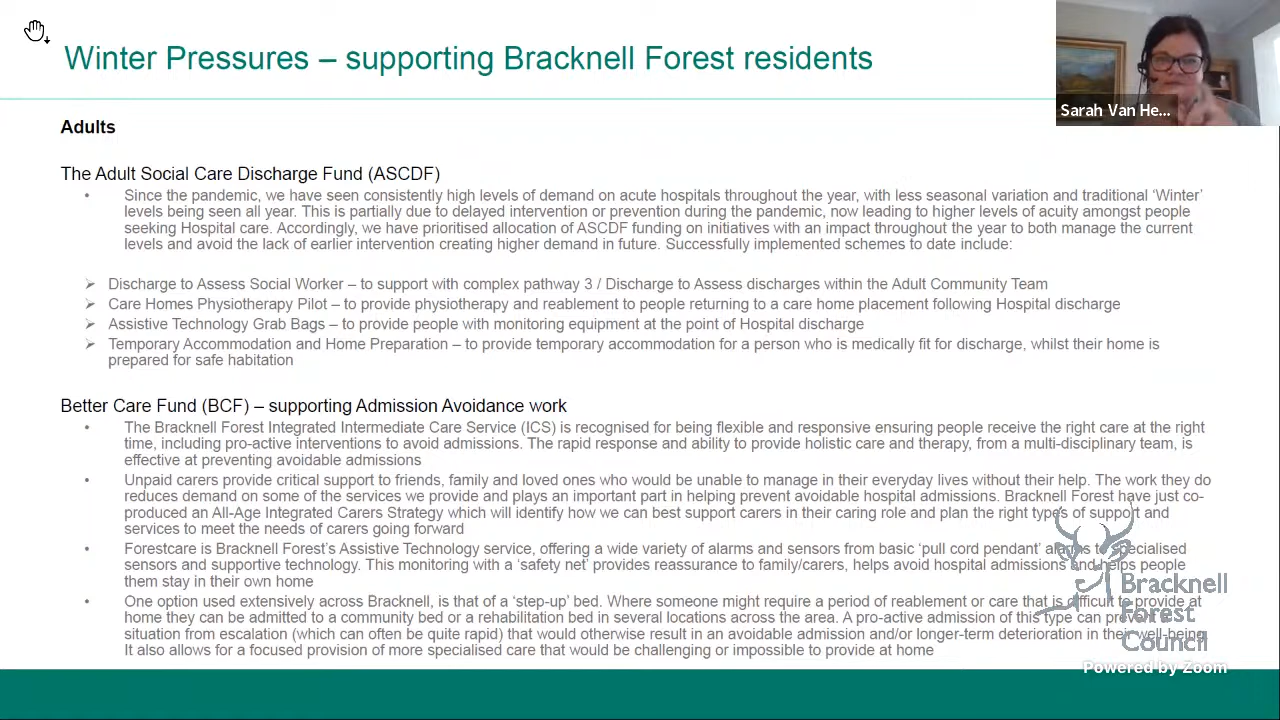 Winter Pressures – supporting Bracknell Forest residents
Sarah Van He...
Adults
The Adult Social Care Discharge Fund (ASCDF)
• Since the pandemic, we have seen consistently high levels of demand on acute hospitals throughout the year, with less seasonal variation and traditional ‘Winter’
levels being seen all year. This is partially due to delayed intervention or prevention during the pandemic, now leading to higher levels of acuity amongst people
seeking Hospital care. Accordingly, we have prioritised allocation of ASCDF funding on initiatives with an impact throughout the year to both manage the current
levels and avoid the lack of earlier intervention creating higher demand in future. Successfully implemented schemes to date include:
➢ Discharge to Assess Social Worker – to support with complex pathway 3 / Discharge to Assess discharges within the Adult Community Team
➢ Care Homes Physiotherapy Pilot – to provide physiotherapy and reablement to people returning to a care home placement following Hospital discharge
➢ Assistive Technology Grab Bags – to provide people with monitoring equipment at the point of Hospital discharge
➢ Temporary Accommodation and Home Preparation – to provide temporary accommodation for a person who is medically fit for discharge, whilst their home is
prepared for safe habitation
Better Care Fund (BCF) – supporting Admission Avoidance work
• The Bracknell Forest Integrated Intermediate Care Service (ICS) is recognised for being flexible and responsive ensuring people receive the right care at the right
time, including pro-active interventions to avoid admissions. The rapid response and ability to provide holistic care and therapy, from a multi-disciplinary team, is
effective at preventing avoidable admissions
• Unpaid carers provide critical support to friends, family and loved ones who would be unable to manage in their everyday lives without their help. The work they do
reduces demand on some of the services we provide and plays an important part in helping prevent avoidable hospital admissions. Bracknell Forest have just co-
produced an All-Age Integrated Carers Strategy which will identify how we can best support carers in their caring role and plan the right types of support and
services to meet the needs of carers going forward
• Forestcare is Bracknell Forest’s Assistive Technology service, offering a wide variety of alarms and sensors from basic ‘pull cord pendant’ alarms to specialised
sensors and supportive technology. This monitoring with a ‘safety net’ provides reassurance to family/carers, helps avoid hospital admissions and helps people
them stay in their own home
• One option used extensively across Bracknell, is that of a ‘step-up’ bed. Where someone might require a period of reablement or care that is difficult to provide at
home they can be admitted to a community bed or a rehabilitation bed in several locations across the area. A pro-active admission of this type can prevent a
situation from escalation (which can often be quite rapid) that would otherwise result in an avoidable admission and/or longer-term deterioration in their well-being.
It also allows for a focused provision of more specialised care that would be challenging or impossible to provide at home
Bracknell
Forest
Council
Powered by Zoom